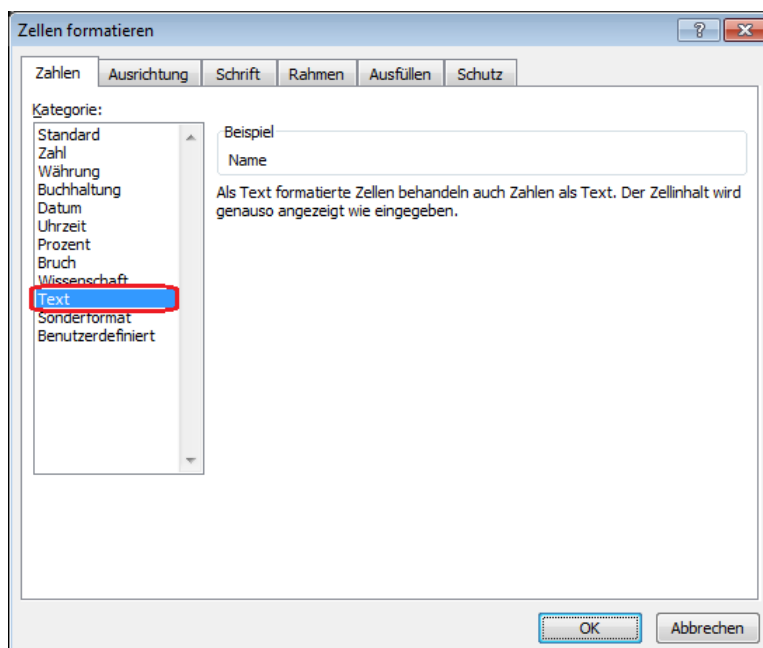 Zellen formatieren
Zahlen Ausrichtung Schrift Rahmen Ausfüllen Schutz
Kategorie:
Standard
Zahl
Währung
Buchhaltung
Datum
Uhrzeit
Prozent
Bruch
Wissenschaft
Text
Sonderformat
Benutzerdefiniert
Beispiel
Name
Als Text formatierte Zellen behandeln auch Zahlen als Text. Der Zellinhalt wird
genauso angezeigt wie eingegeben.
OK Abbrechen